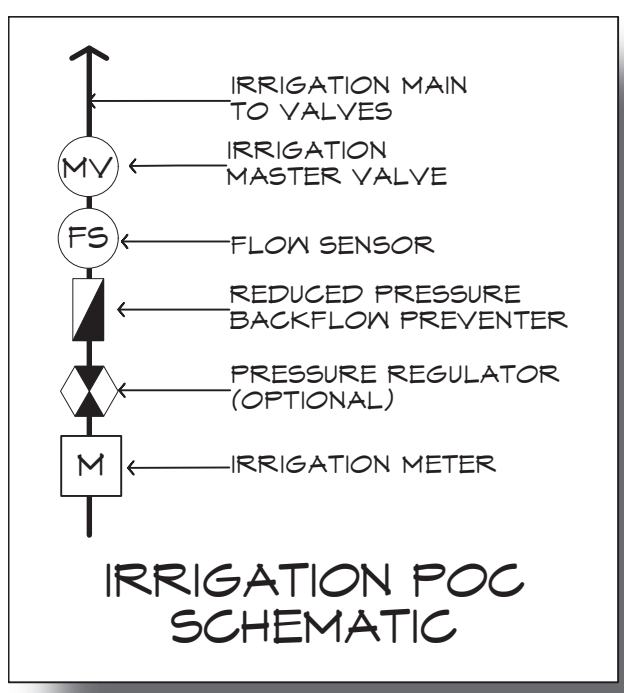 IRRIGATION MAIN
TO VALVES
MV
IRRIGATION
MASTER VALVE
FS
FLOW SENSOR
REDUCED PRESSURE
BACKFLOW PREVENTER
PRESSURE REGULATOR
(OPTIONAL)
M
IRRIGATION METER
IRRIGATION POC
SCHEMATIC